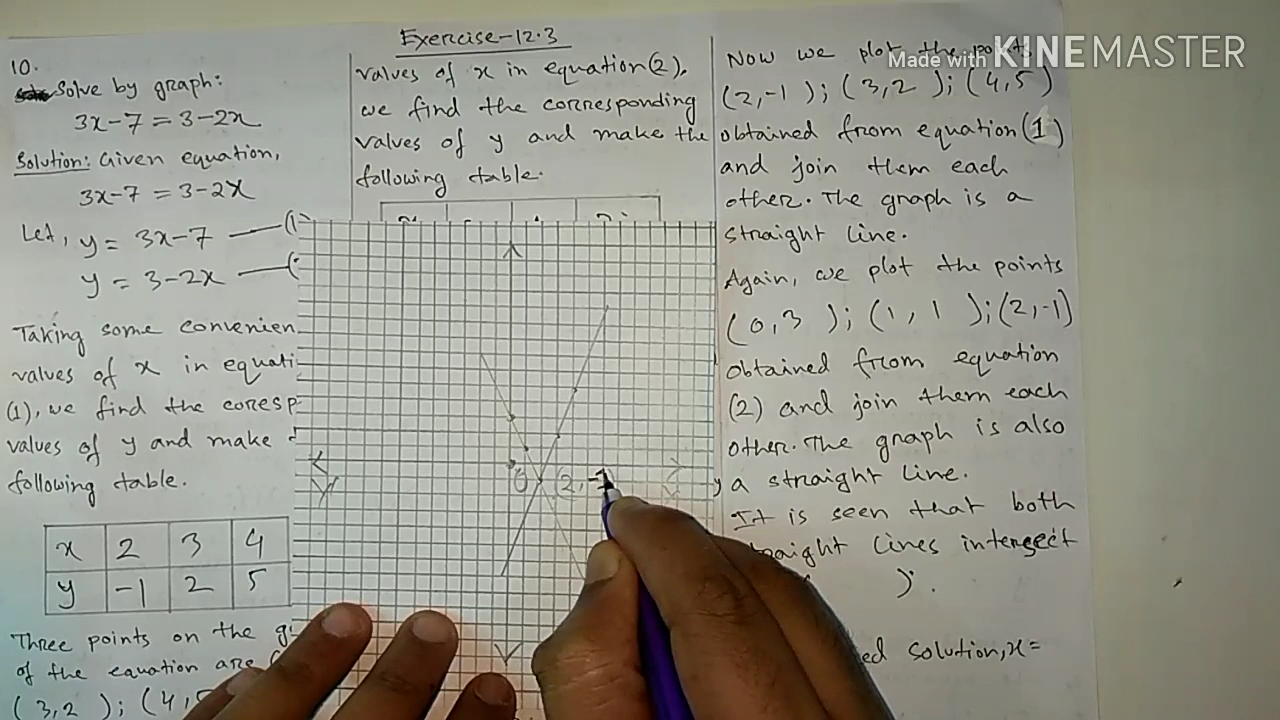 Made with KINEMASTER
Exercise-12.3
10.
Solve by graph:
3x-7 = 3-2x
Solution: Given equation,
3x-7 = 3-2x
Let, y = 3x-7
y = 3-2x
Taking some convenien
values of x in equati
(1), we find the coresp
values of y and make
following table.
x 2 3 4
y -1 2 5
Three points on the g
of the equation are
(3,2 ); (4,5
values of x in equation(2),
we find the corresponding
values of y and make the
following table.
(2,-1
Now we plot the points
(2,-1 ); (3,2 ); (4,5)
obtained from equation (1)
and join them each
other. The graph is a
straight line.
Again, we plot the points
(0,3 ); (1,1 ); (2,-1)
obtained from equation
(2) and join them each
other. The graph is also
a straight line.
It is seen that both
raight lines intersect
).
ed solution, x=